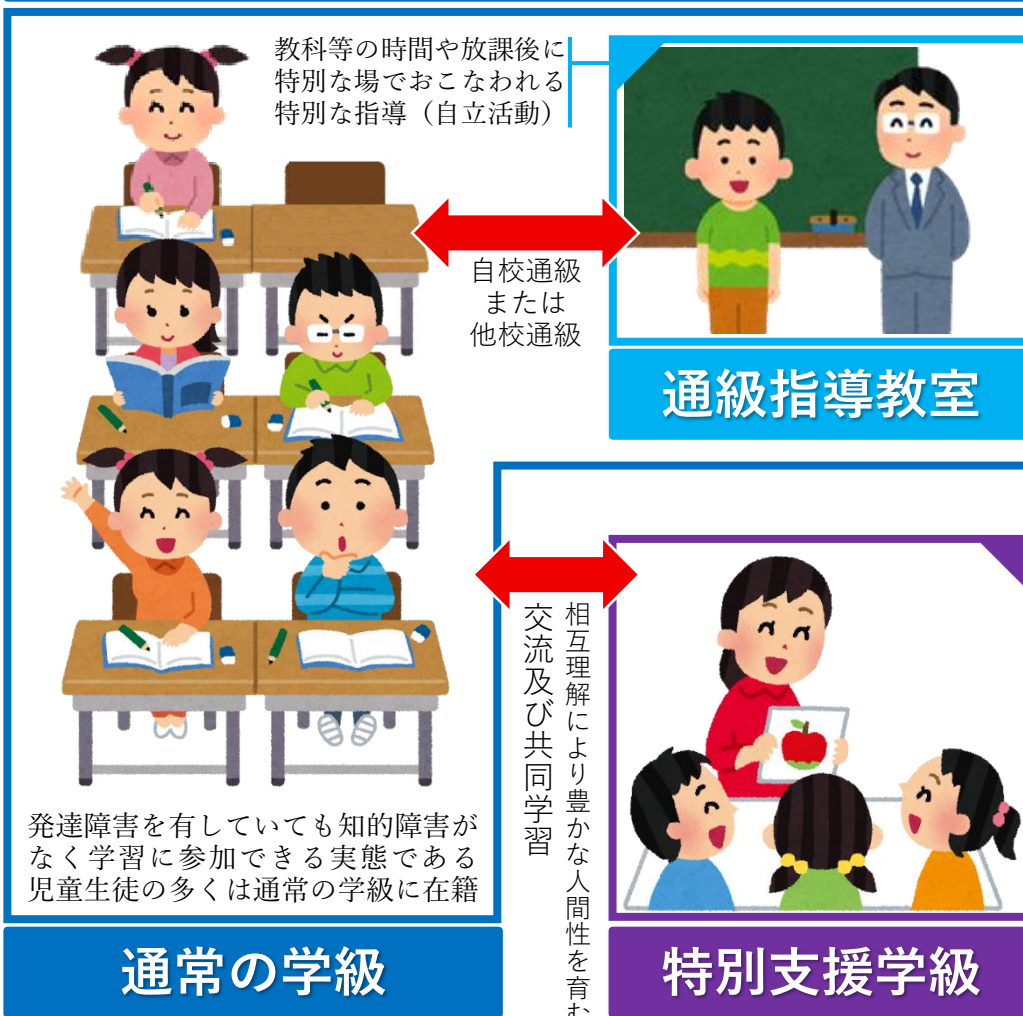 教科等の時間や放課後に
特別な場でおこなわれる
特別な指導（自立活動）
自校通級
または
他校通級
通級指導教室
相互理解により豊かな人間性を育む
交流及び共同学習
発達障害を有していても知的障害が
なく学習に参加できる実態である
児童生徒の多くは通常の学級に在籍
通常の学級
特別支援学級